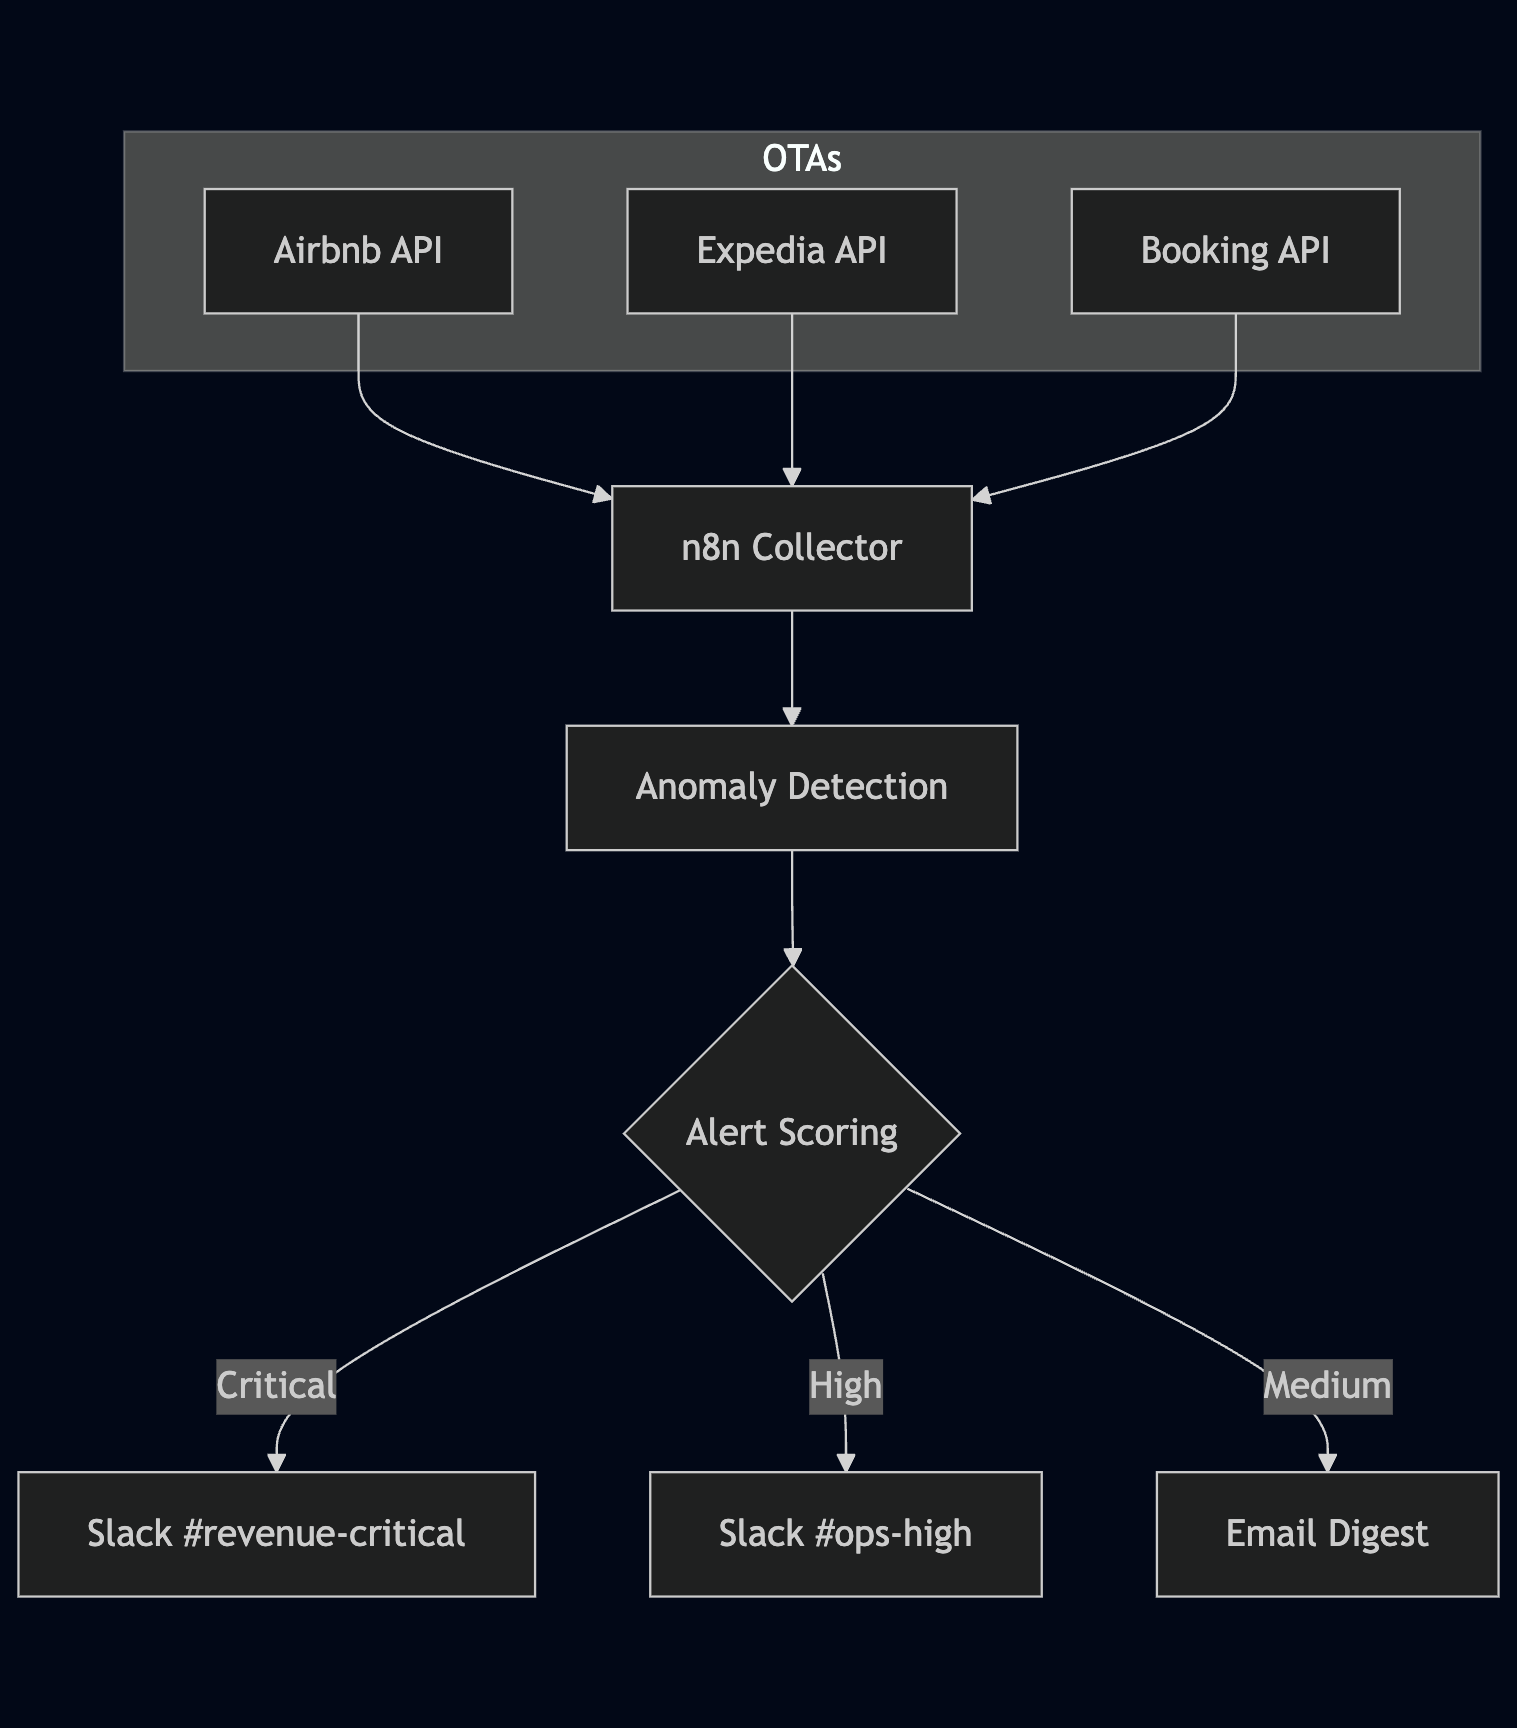 OTAs
Airbnb API
Expedia API
Booking API
n8n Collector
Anomaly Detection
Alert Scoring
Critical
High
Medium
Slack #revenue-critical
Slack #ops-high
Email Digest